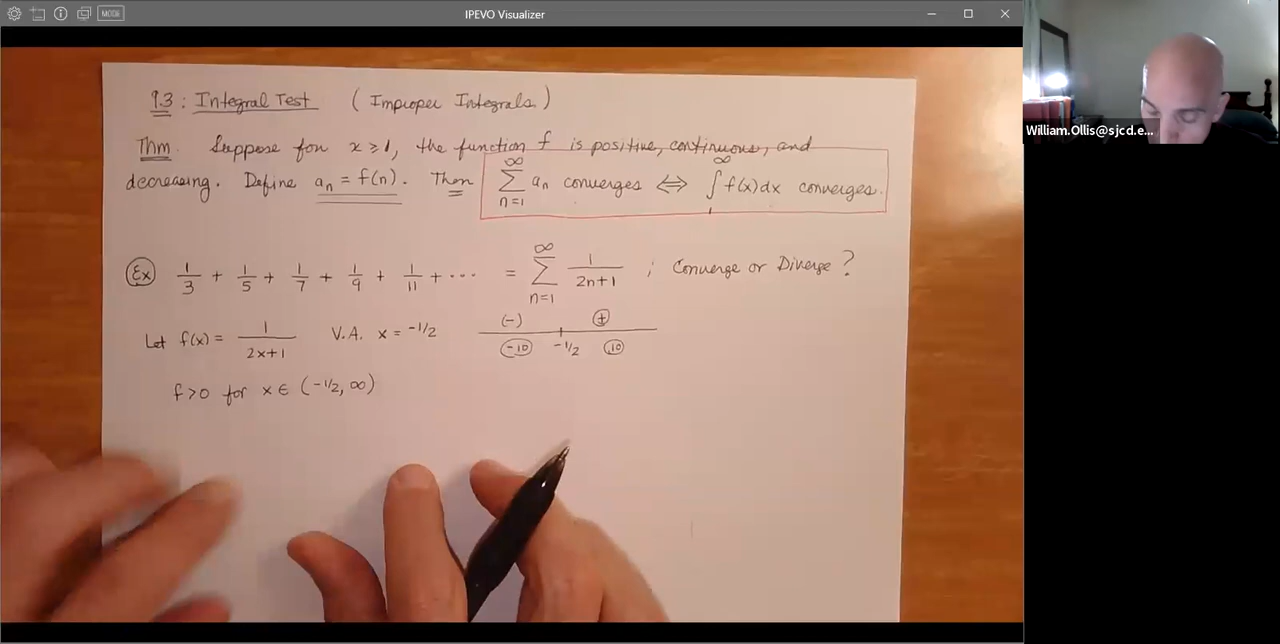 MODE
IPEVO Visualizer
William.Ollis@sjcd.e...
9.3 : Integral Test ( Improper Integrals )
Thm. Suppose for x ≥ 1, the function f is positive, continuous, and
decreasing. Define aₙ = f(n). Then ∞∑n=1 aₙ converges ⟺ ∫₁^∞ f(x)dx converges.
Ex 1/3 + 1/5 + 1/7 + 1/9 + 1/11 + ... = ∞∑n=1 1/(2n+1) ; Converge or Diverge ?
Let f(x) = 1/(2x+1) V.A. x = -1/2 (-) +
-10 -1/2 10
f>0 for x ∈ (-1/2, ∞)